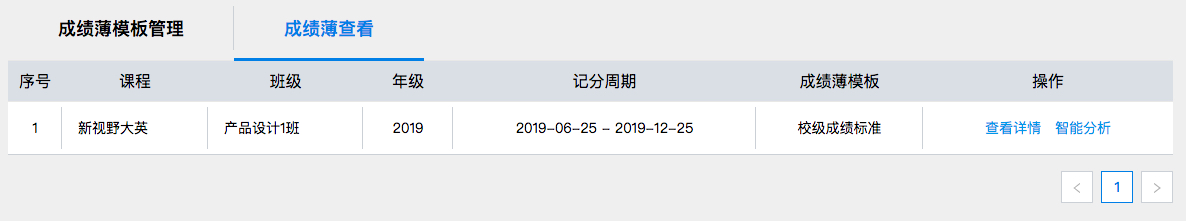 成绩薄模板管理 成绩薄查看
序号 课程 班级 年级 记分周期 成绩薄模板 操作
1 新视野大英 产品设计1班 2019 2019-06-25 - 2019-12-25 校级成绩标准 查看详情 智能分析
< 1 >